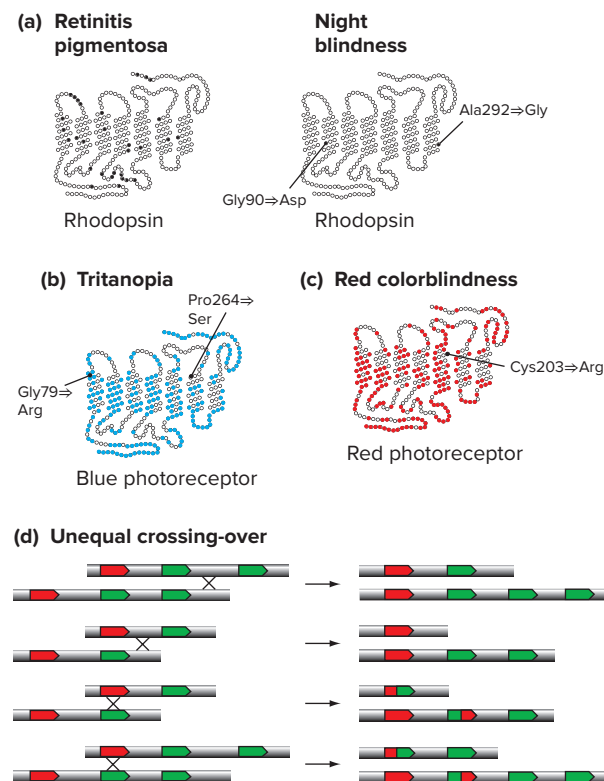 (a) Retinitis
pigmentosa
Night
blindness
Ala292⇒Gly
Gly90⇒Asp
Rhodopsin
Rhodopsin
(b) Tritanopia
(c) Red colorblindness
Pro264⇒
Ser
Cys203⇒Arg
Gly79⇒
Arg
Blue photoreceptor
Red photoreceptor
(d) Unequal crossing-over